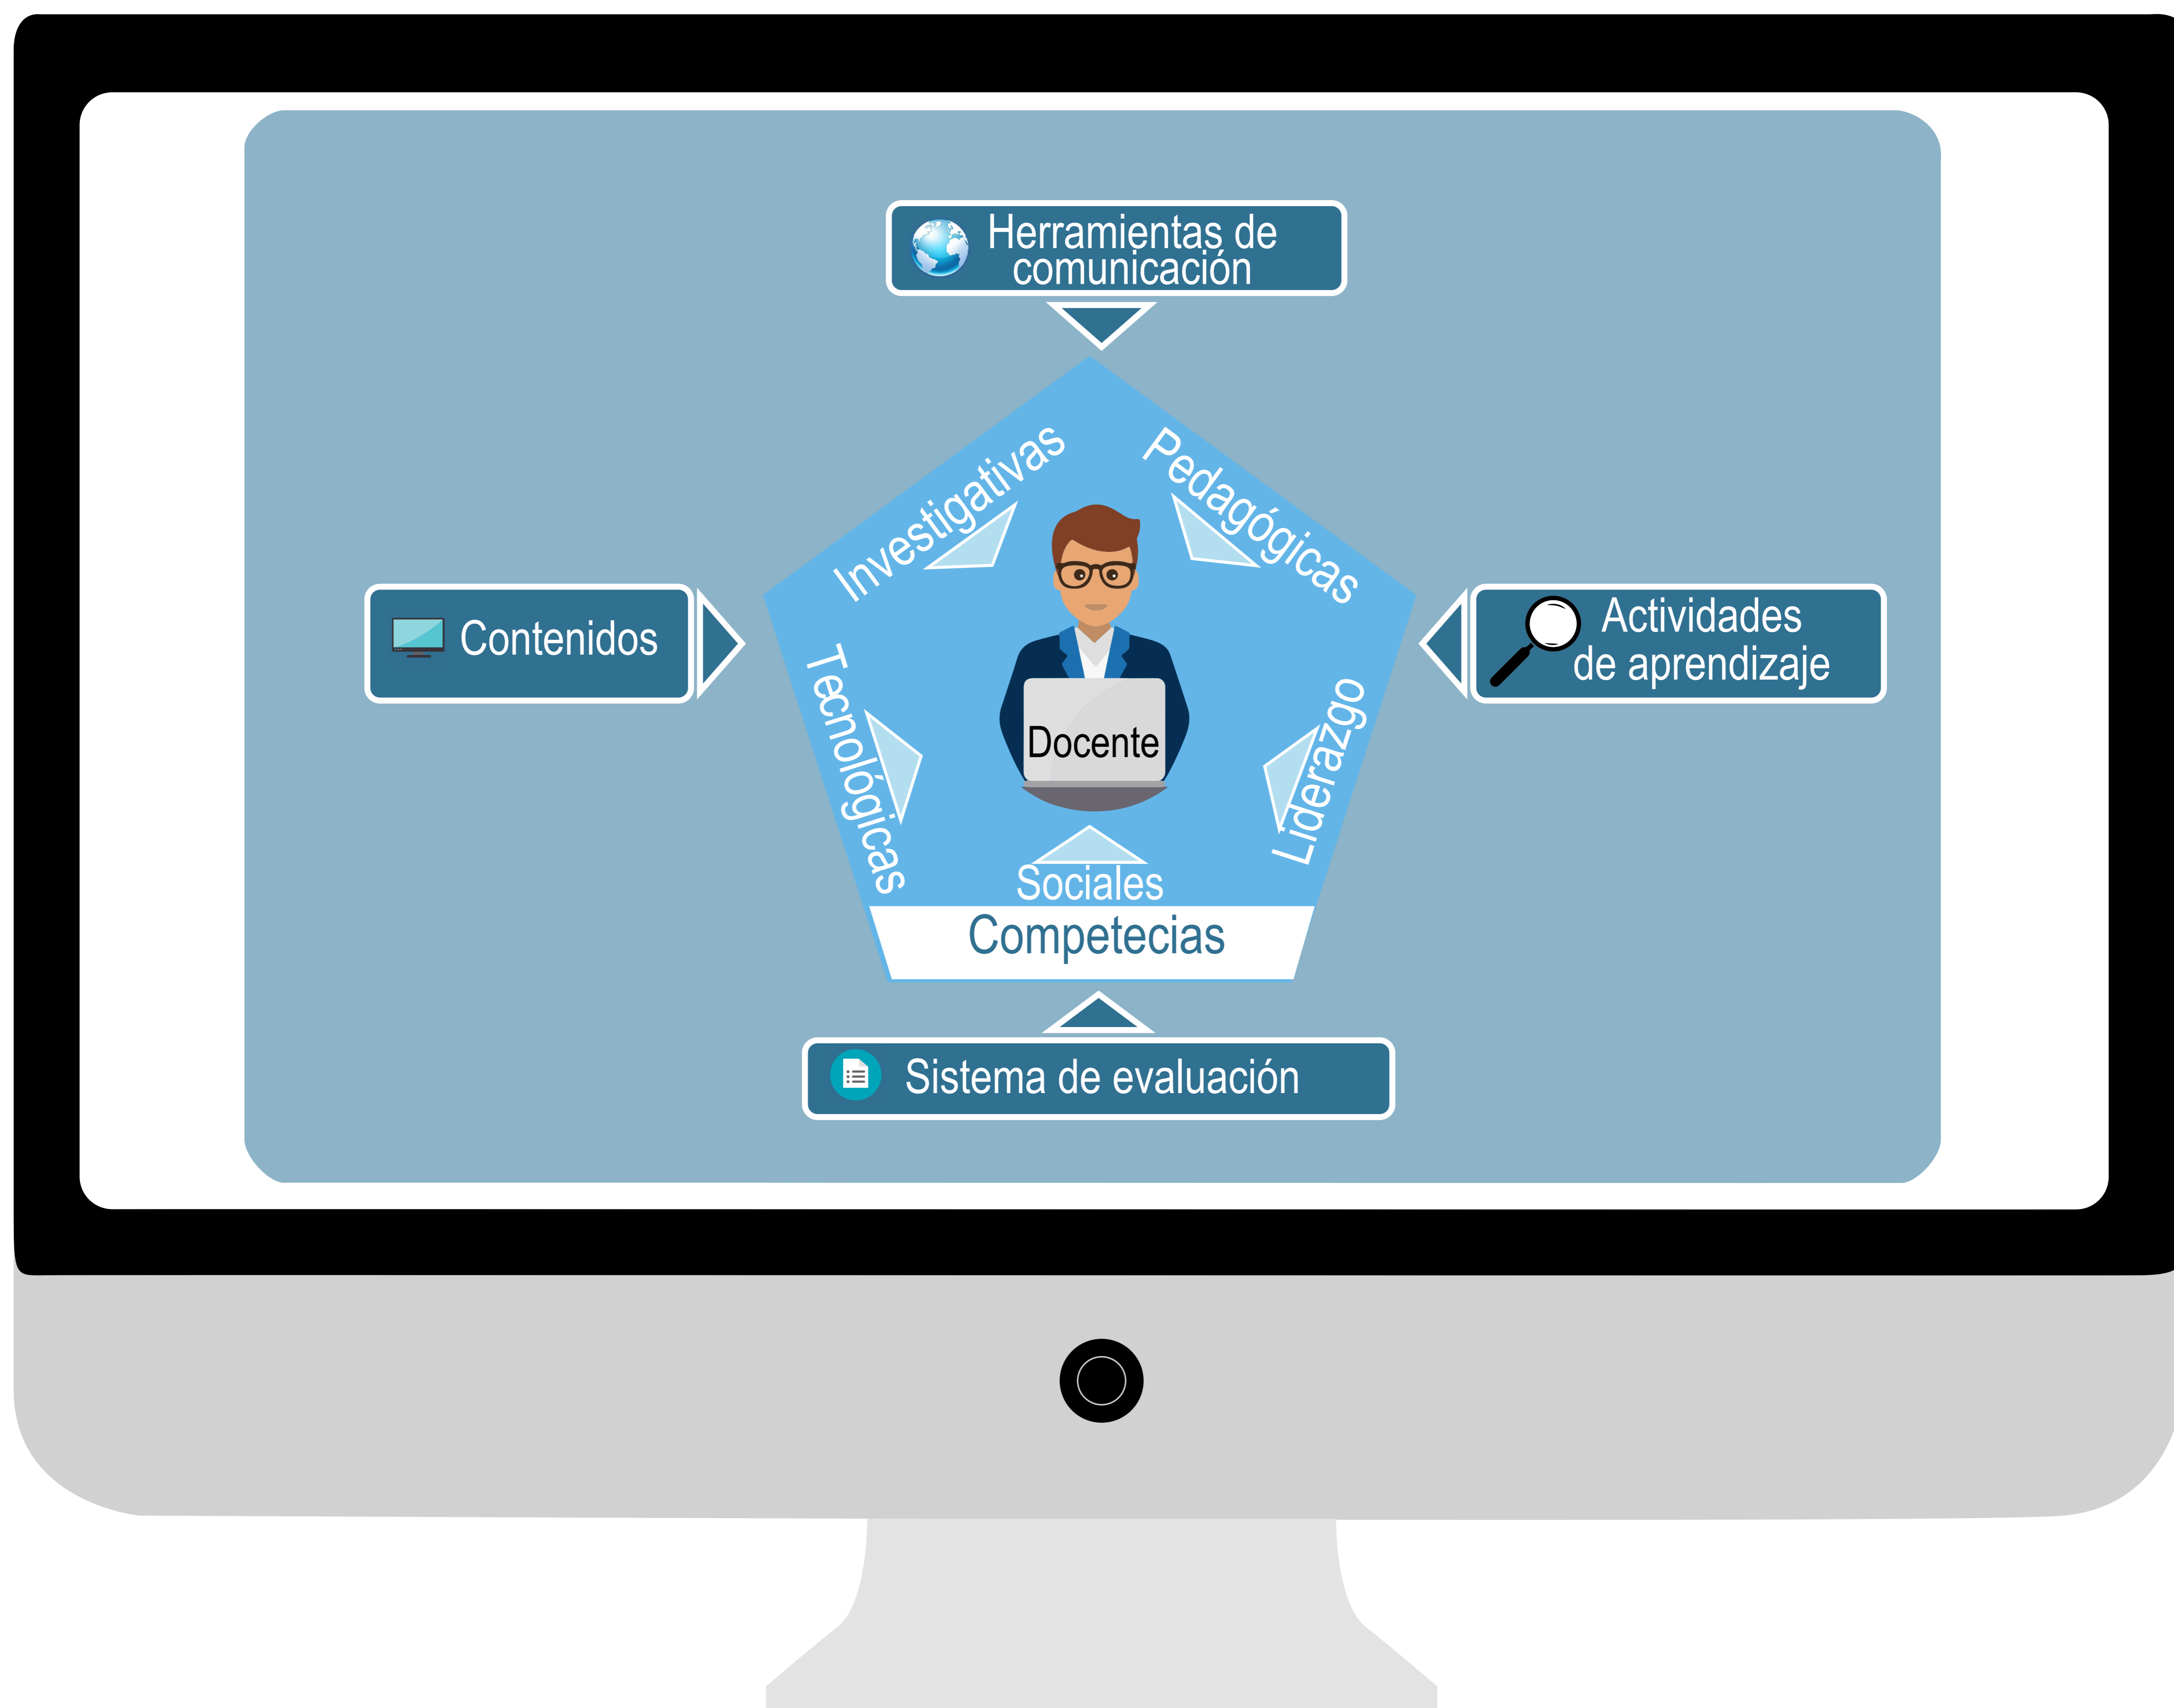 Herramientas de
comunicación
Investigativas
Pedagógicas
Contenidos
Actividades
de aprendizaje
Tecnológicas
Liderazgo
Docente
Sociales
Competecias
Sistema de evaluación